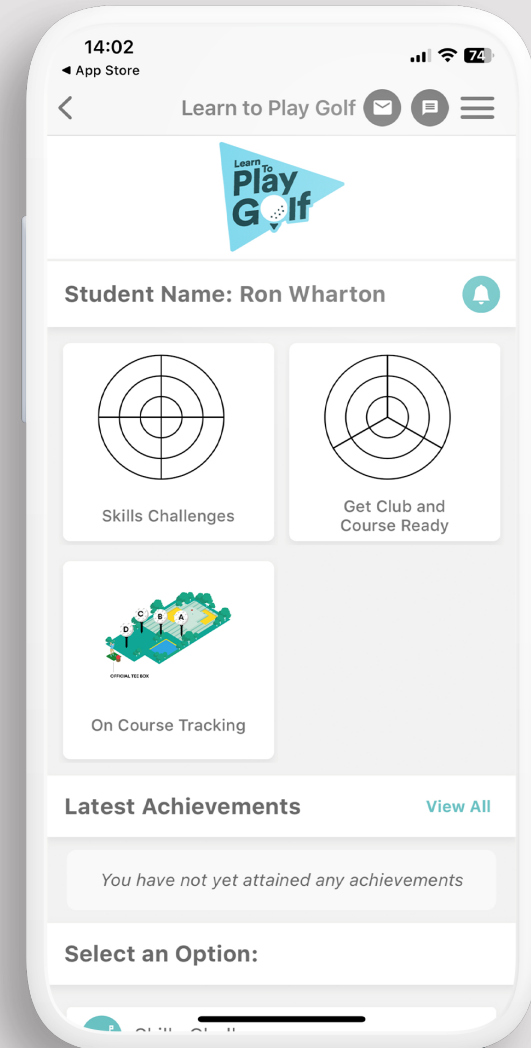 14:02
74
◀ App Store
Learn to Play Golf
Learn
To
Play
Golf
Student Name: Ron Wharton
Skills Challenges
Get Club and
Course Ready
D
C
B
A
OFFICIAL TEE BOX
On Course Tracking
Latest Achievements
View All
You have not yet attained any achievements
Select an Option: